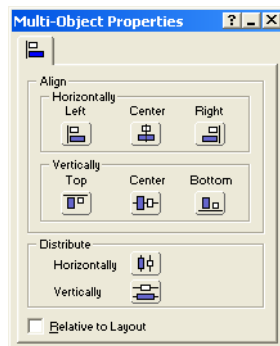 Multi-Object Properties
Align
Horizontally
Left Center Right
Vertically
Top Center Bottom
Distribute
Horizontally
Vertically
Relative to Layout